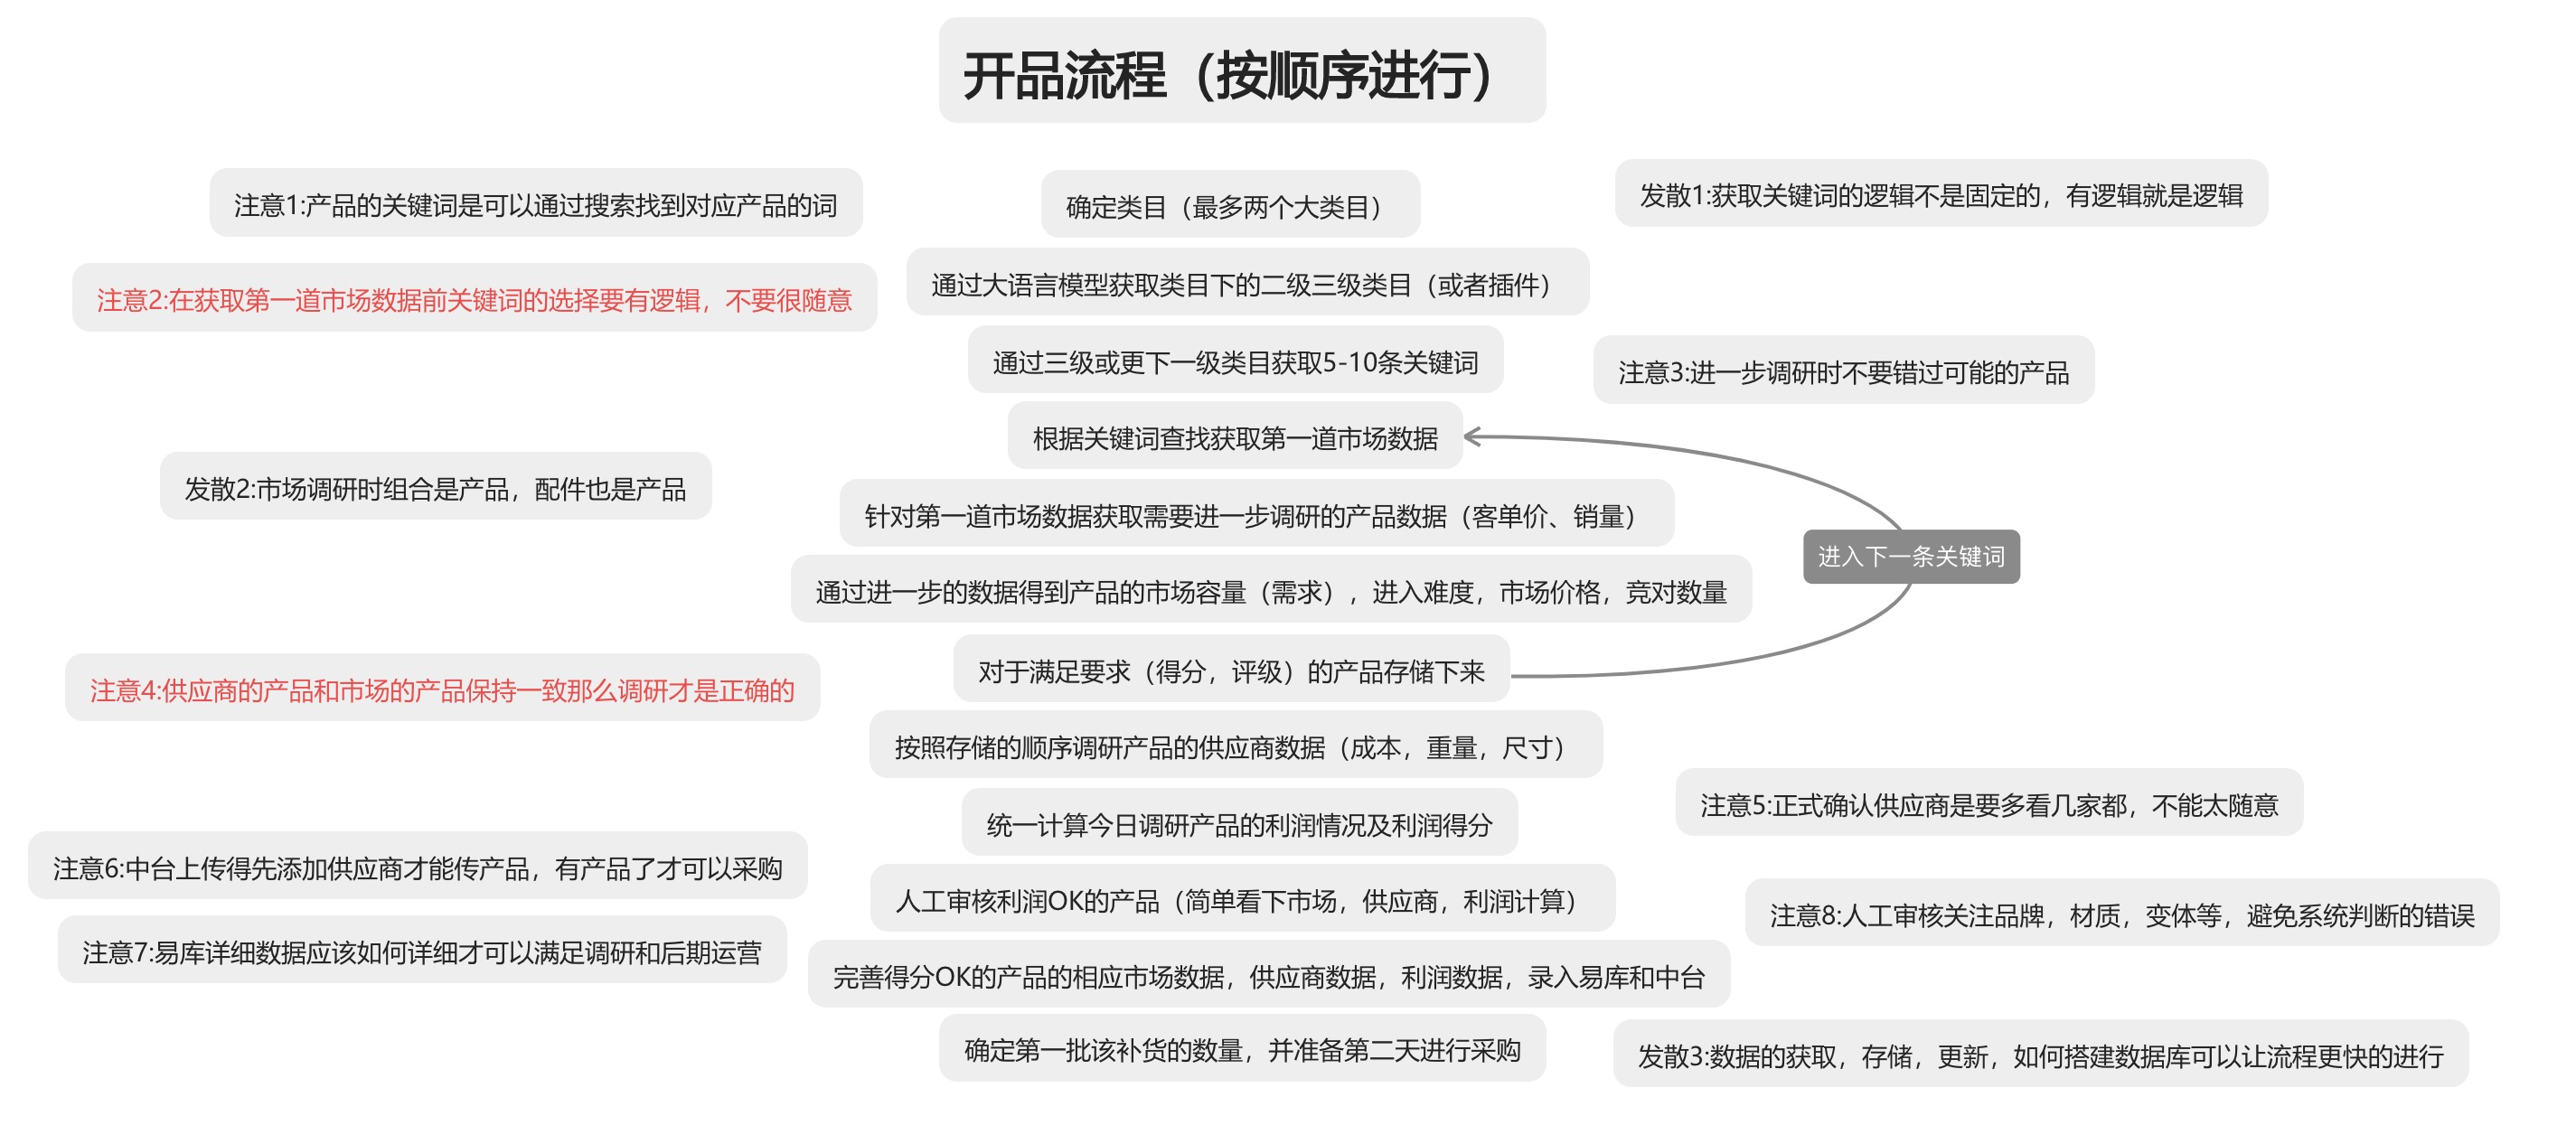 开品流程（按顺序进行）
注意1:产品的关键词是可以通过搜索找到对应产品的词
确定类目（最多两个大类目）
发散1:获取关键词的逻辑不是固定的，有逻辑就是逻辑
注意2:在获取第一道市场数据前关键词的选择要有逻辑，不要很随意
通过大语言模型获取类目下的二级三级类目（或者插件）
通过三级或更下一级类目获取5-10条关键词
注意3:进一步调研时不要错过可能的产品
根据关键词查找获取第一道市场数据
发散2:市场调研时组合是产品，配件也是产品
针对第一道市场数据获取需要进一步调研的产品数据（客单价、销量）
进入下一条关键词
通过进一步的数据得到产品的市场容量（需求），进入难度，市场价格，竞对数量
对于满足要求（得分，评级）的产品存储下来
注意4:供应商的产品和市场的产品保持一致那么调研才是正确的
按照存储的顺序调研产品的供应商数据（成本，重量，尺寸）
注意5:正式确认供应商是要多看几家都，不能太随意
统一计算今日调研产品的利润情况及利润得分
注意6:中台上传得先添加供应商才能传产品，有产品了才可以采购
人工审核利润OK的产品（简单看下市场，供应商，利润计算）
注意8:人工审核关注品牌，材质，变体等，避免系统判断的错误
注意7:易库详细数据应该如何详细才可以满足调研和后期运营
完善得分OK的产品的相应市场数据，供应商数据，利润数据，录入易库和中台
确定第一批该补货的数量，并准备第二天进行采购
发散3:数据的获取，存储，更新，如何搭建数据库可以让流程更快的进行